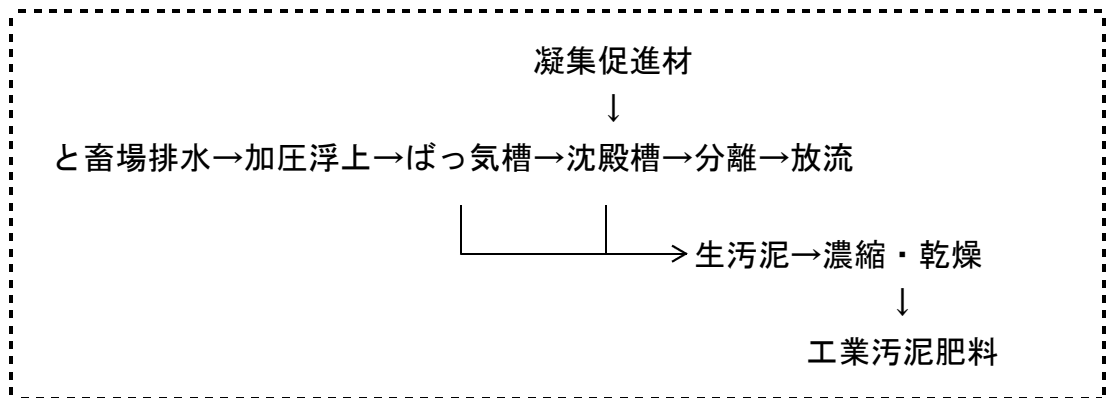 凝集促進材
↓
と畜場排水→加圧浮上→ばっ気槽→沈殿槽→分離→放流
生汚泥→濃縮・乾燥
↓
工業汚泥肥料